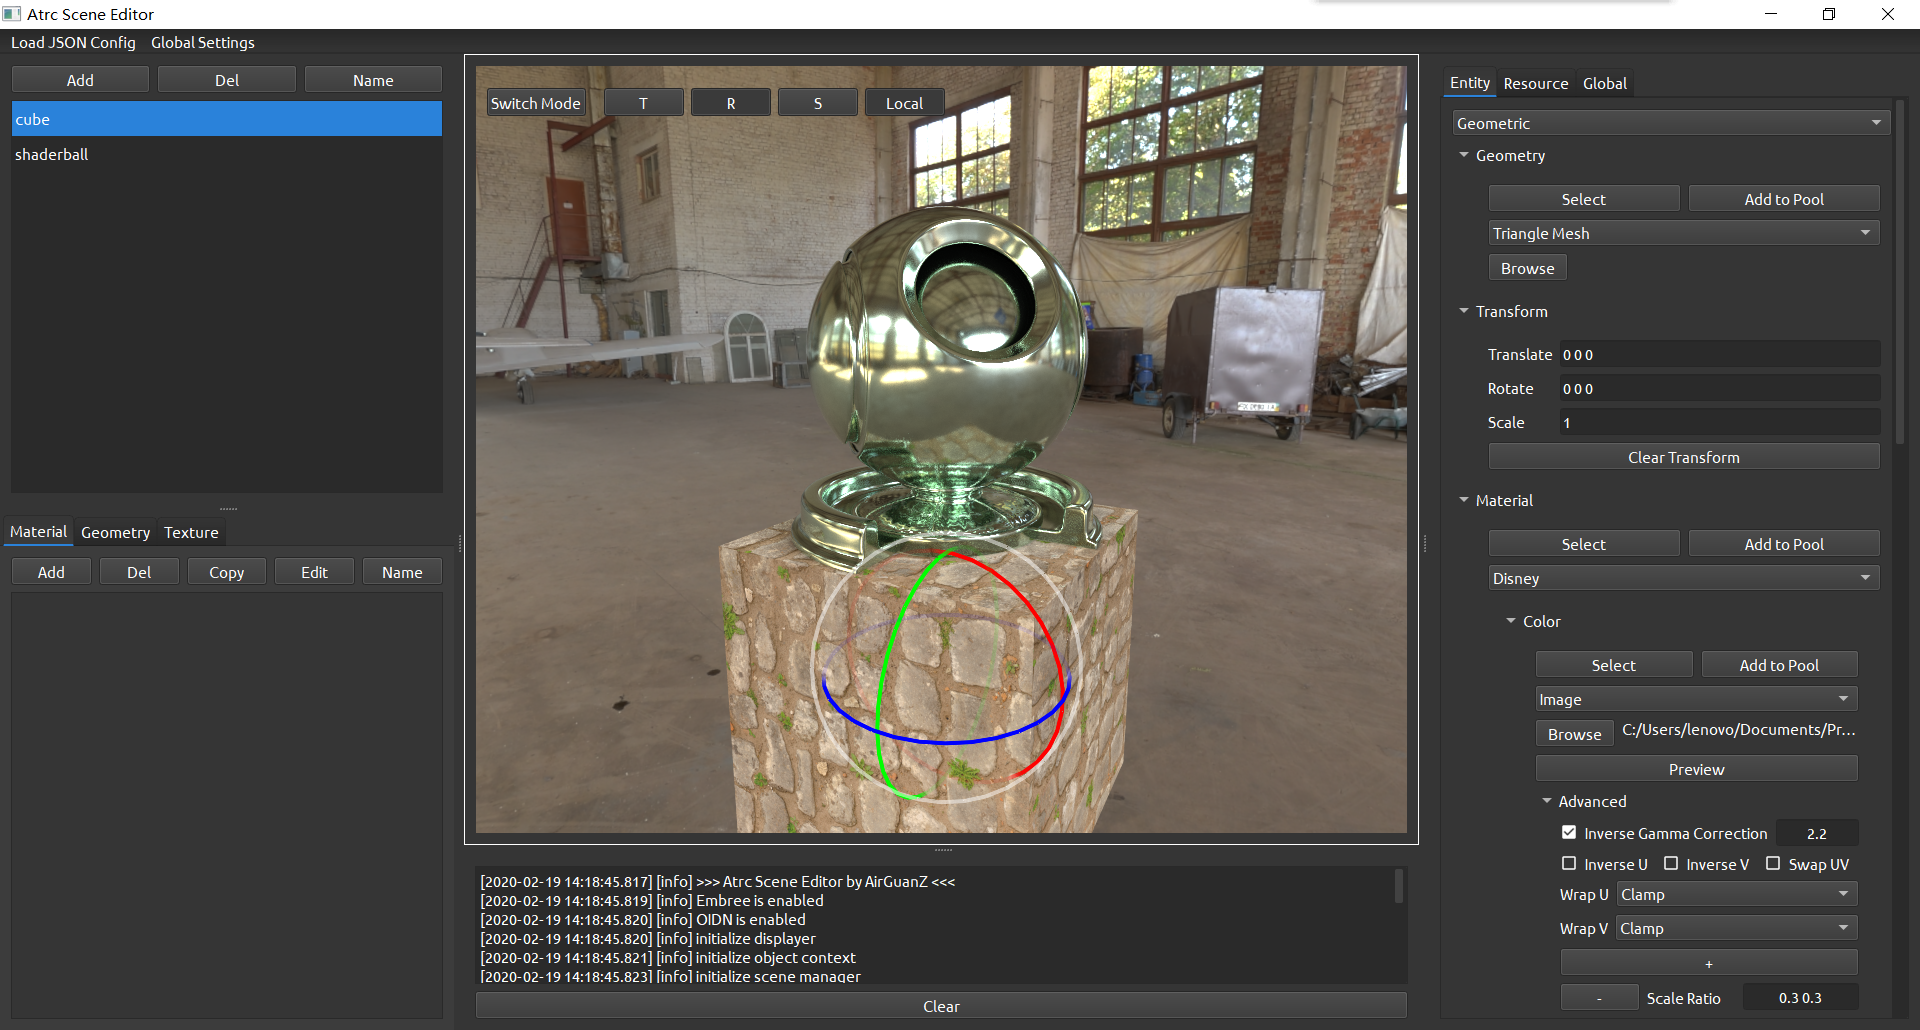 Atrc Scene Editor
Load JSON Config Global Settings
Add Del Name
cube
shaderball
Material Geometry Texture
Add Del Copy Edit Name
Switch Mode T R S Local
[2020-02-19 14:18:45.817] [info] >>> Atrc Scene Editor by AirGuanZ <<<
[2020-02-19 14:18:45.819] [info] Embree is enabled
[2020-02-19 14:18:45.820] [info] OIDN is enabled
[2020-02-19 14:18:45.820] [info] initialize displayer
[2020-02-19 14:18:45.821] [info] initialize object context
[2020-02-19 14:18:45.823] [info] initialize scene manager
Clear
Entity Resource Global
Geometric
Geometry
Select Add to Pool
Triangle Mesh
Browse
Transform
Translate 0 0 0
Rotate 0 0 0
Scale 1
Clear Transform
Material
Select Add to Pool
Disney
Color
Select Add to Pool
Image
Browse C:/Users/lenovo/Documents/Pr...
Preview
Advanced
Inverse Gamma Correction 2.2
Inverse U Inverse V Swap UV
Wrap U Clamp
Wrap V Clamp
+
- Scale Ratio 0.3 0.3